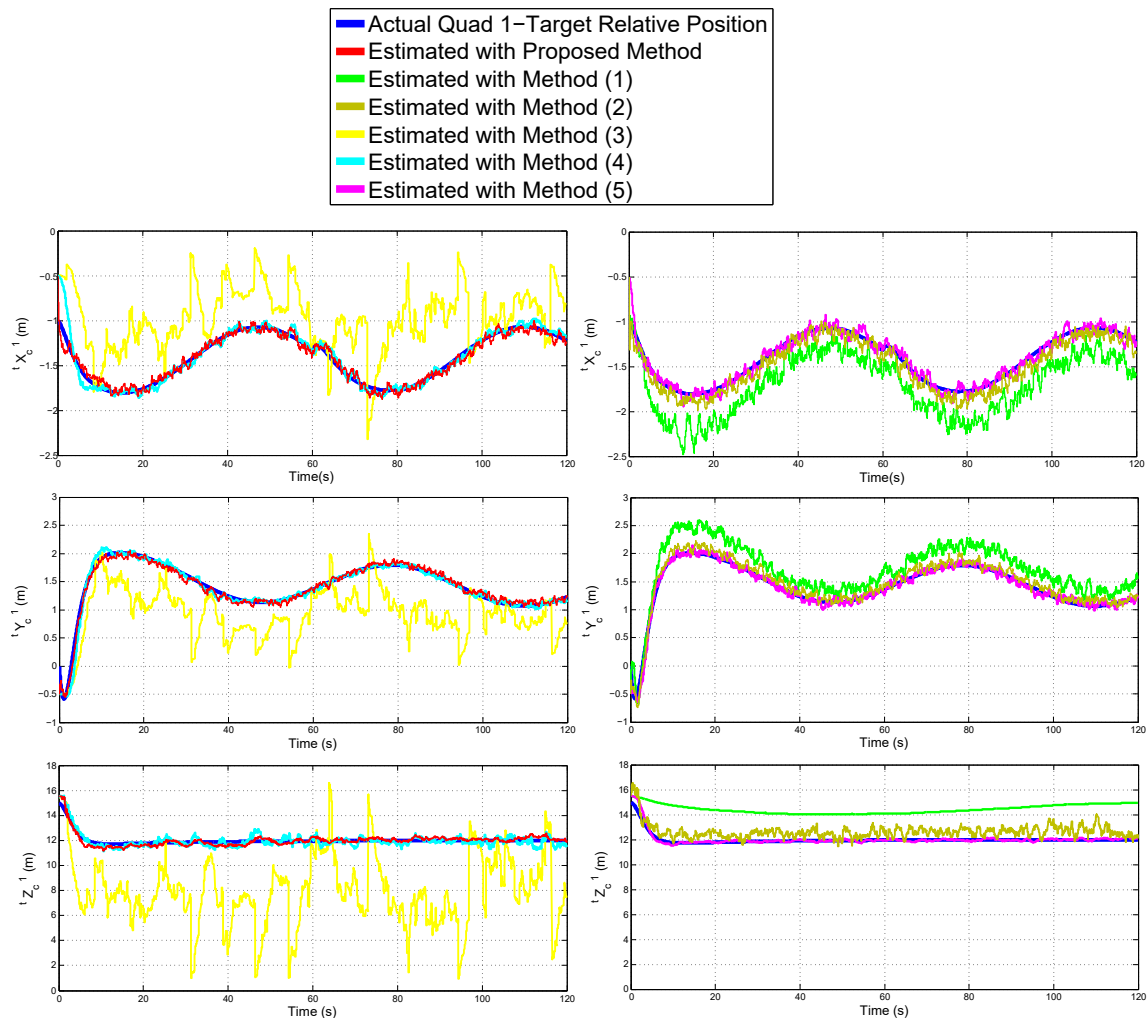 Actual Quad 1−Target Relative Position
Estimated with Proposed Method
Estimated with Method (1)
Estimated with Method (2)
Estimated with Method (3)
Estimated with Method (4)
Estimated with Method (5)
0
−0.5
−1
−1.5
−2
−2.5
0 20 40 60 80 100 120
Time(s)
t X c 1 (m)
0
−0.5
−1
−1.5
−2
−2.5
0 20 40 60 80 100 120
Time(s)
t X c 1 (m)
3
2.5
2
1.5
1
0.5
0
−0.5
−1
0 20 40 60 80 100 120
Time (s)
t Y c 1 (m)
3
2.5
2
1.5
1
0.5
0
−0.5
−1
0 20 40 60 80 100 120
Time (s)
t Y c 1 (m)
18
16
14
12
10
8
6
4
2
0
0 20 40 60 80 100 120
Time (s)
t Z c 1 (m)
18
16
14
12
10
8
6
4
2
0
0 20 40 60 80 100 120
Time (s)
t Z c 1 (m)